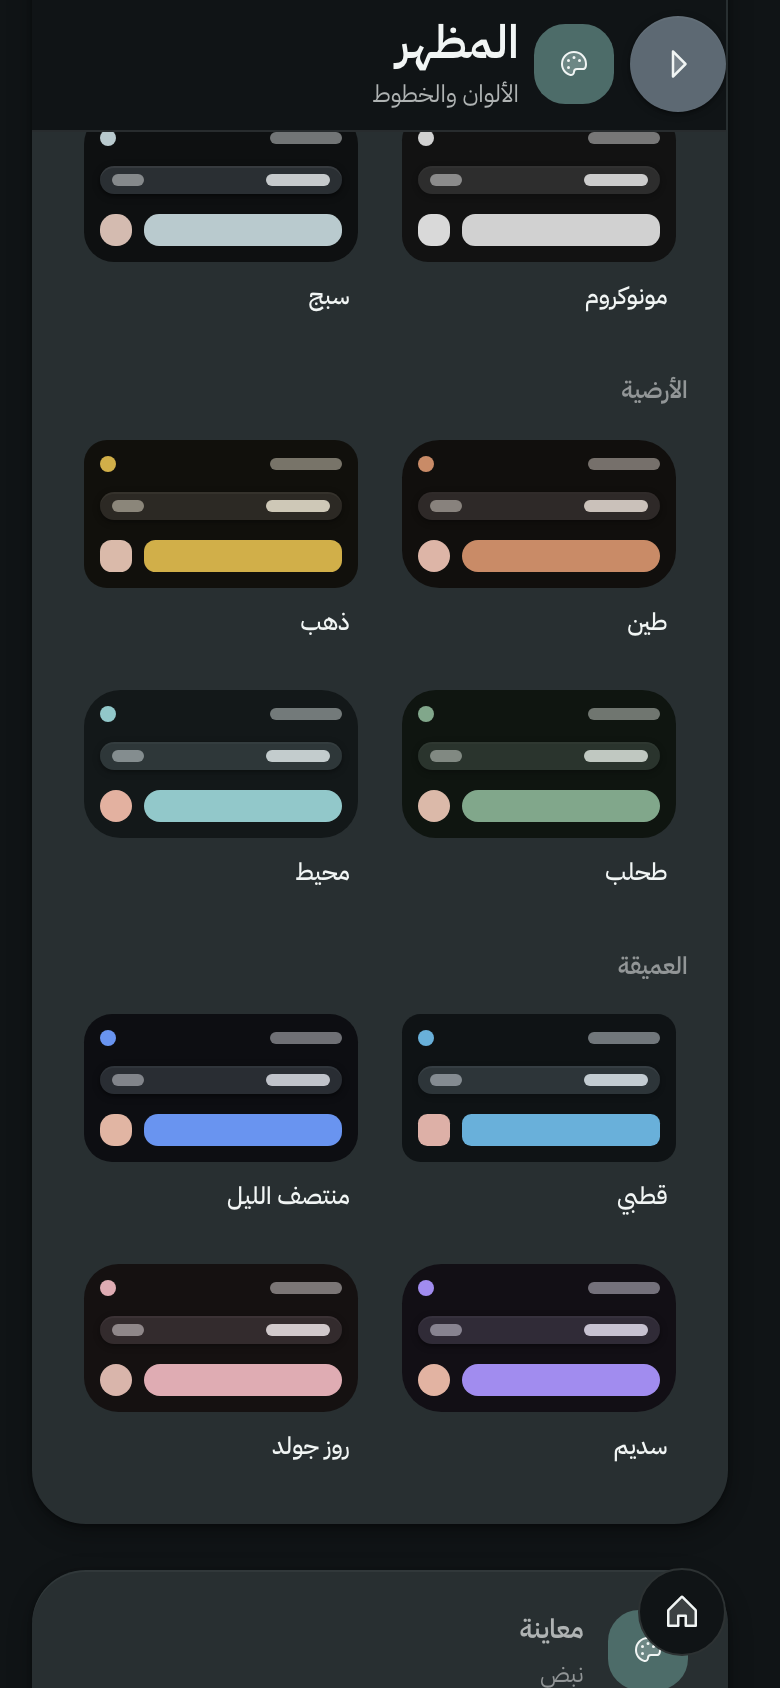 المظهر
الألوان والخطوط
مونوكروم
سبج
الأرضية
طين
ذهب
طحلب
محيط
العميقة
قطبي
منتصف الليل
سديم
روز جولد
معاينة
نبض